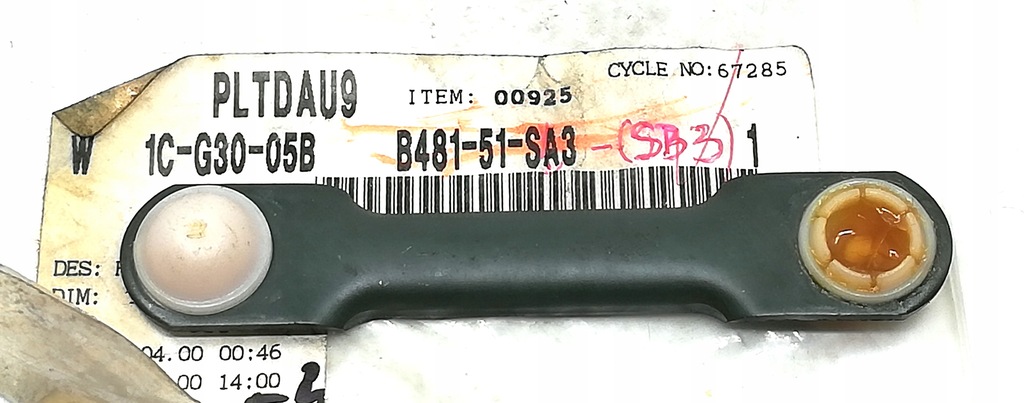 CYCLE NO:67285
PLTDAU9 ITEM: 00925
W 1C-G30-05B B481-51-SA3 -(SB3) 1
DES:
DIM:
04.00 00:46
00 14:00